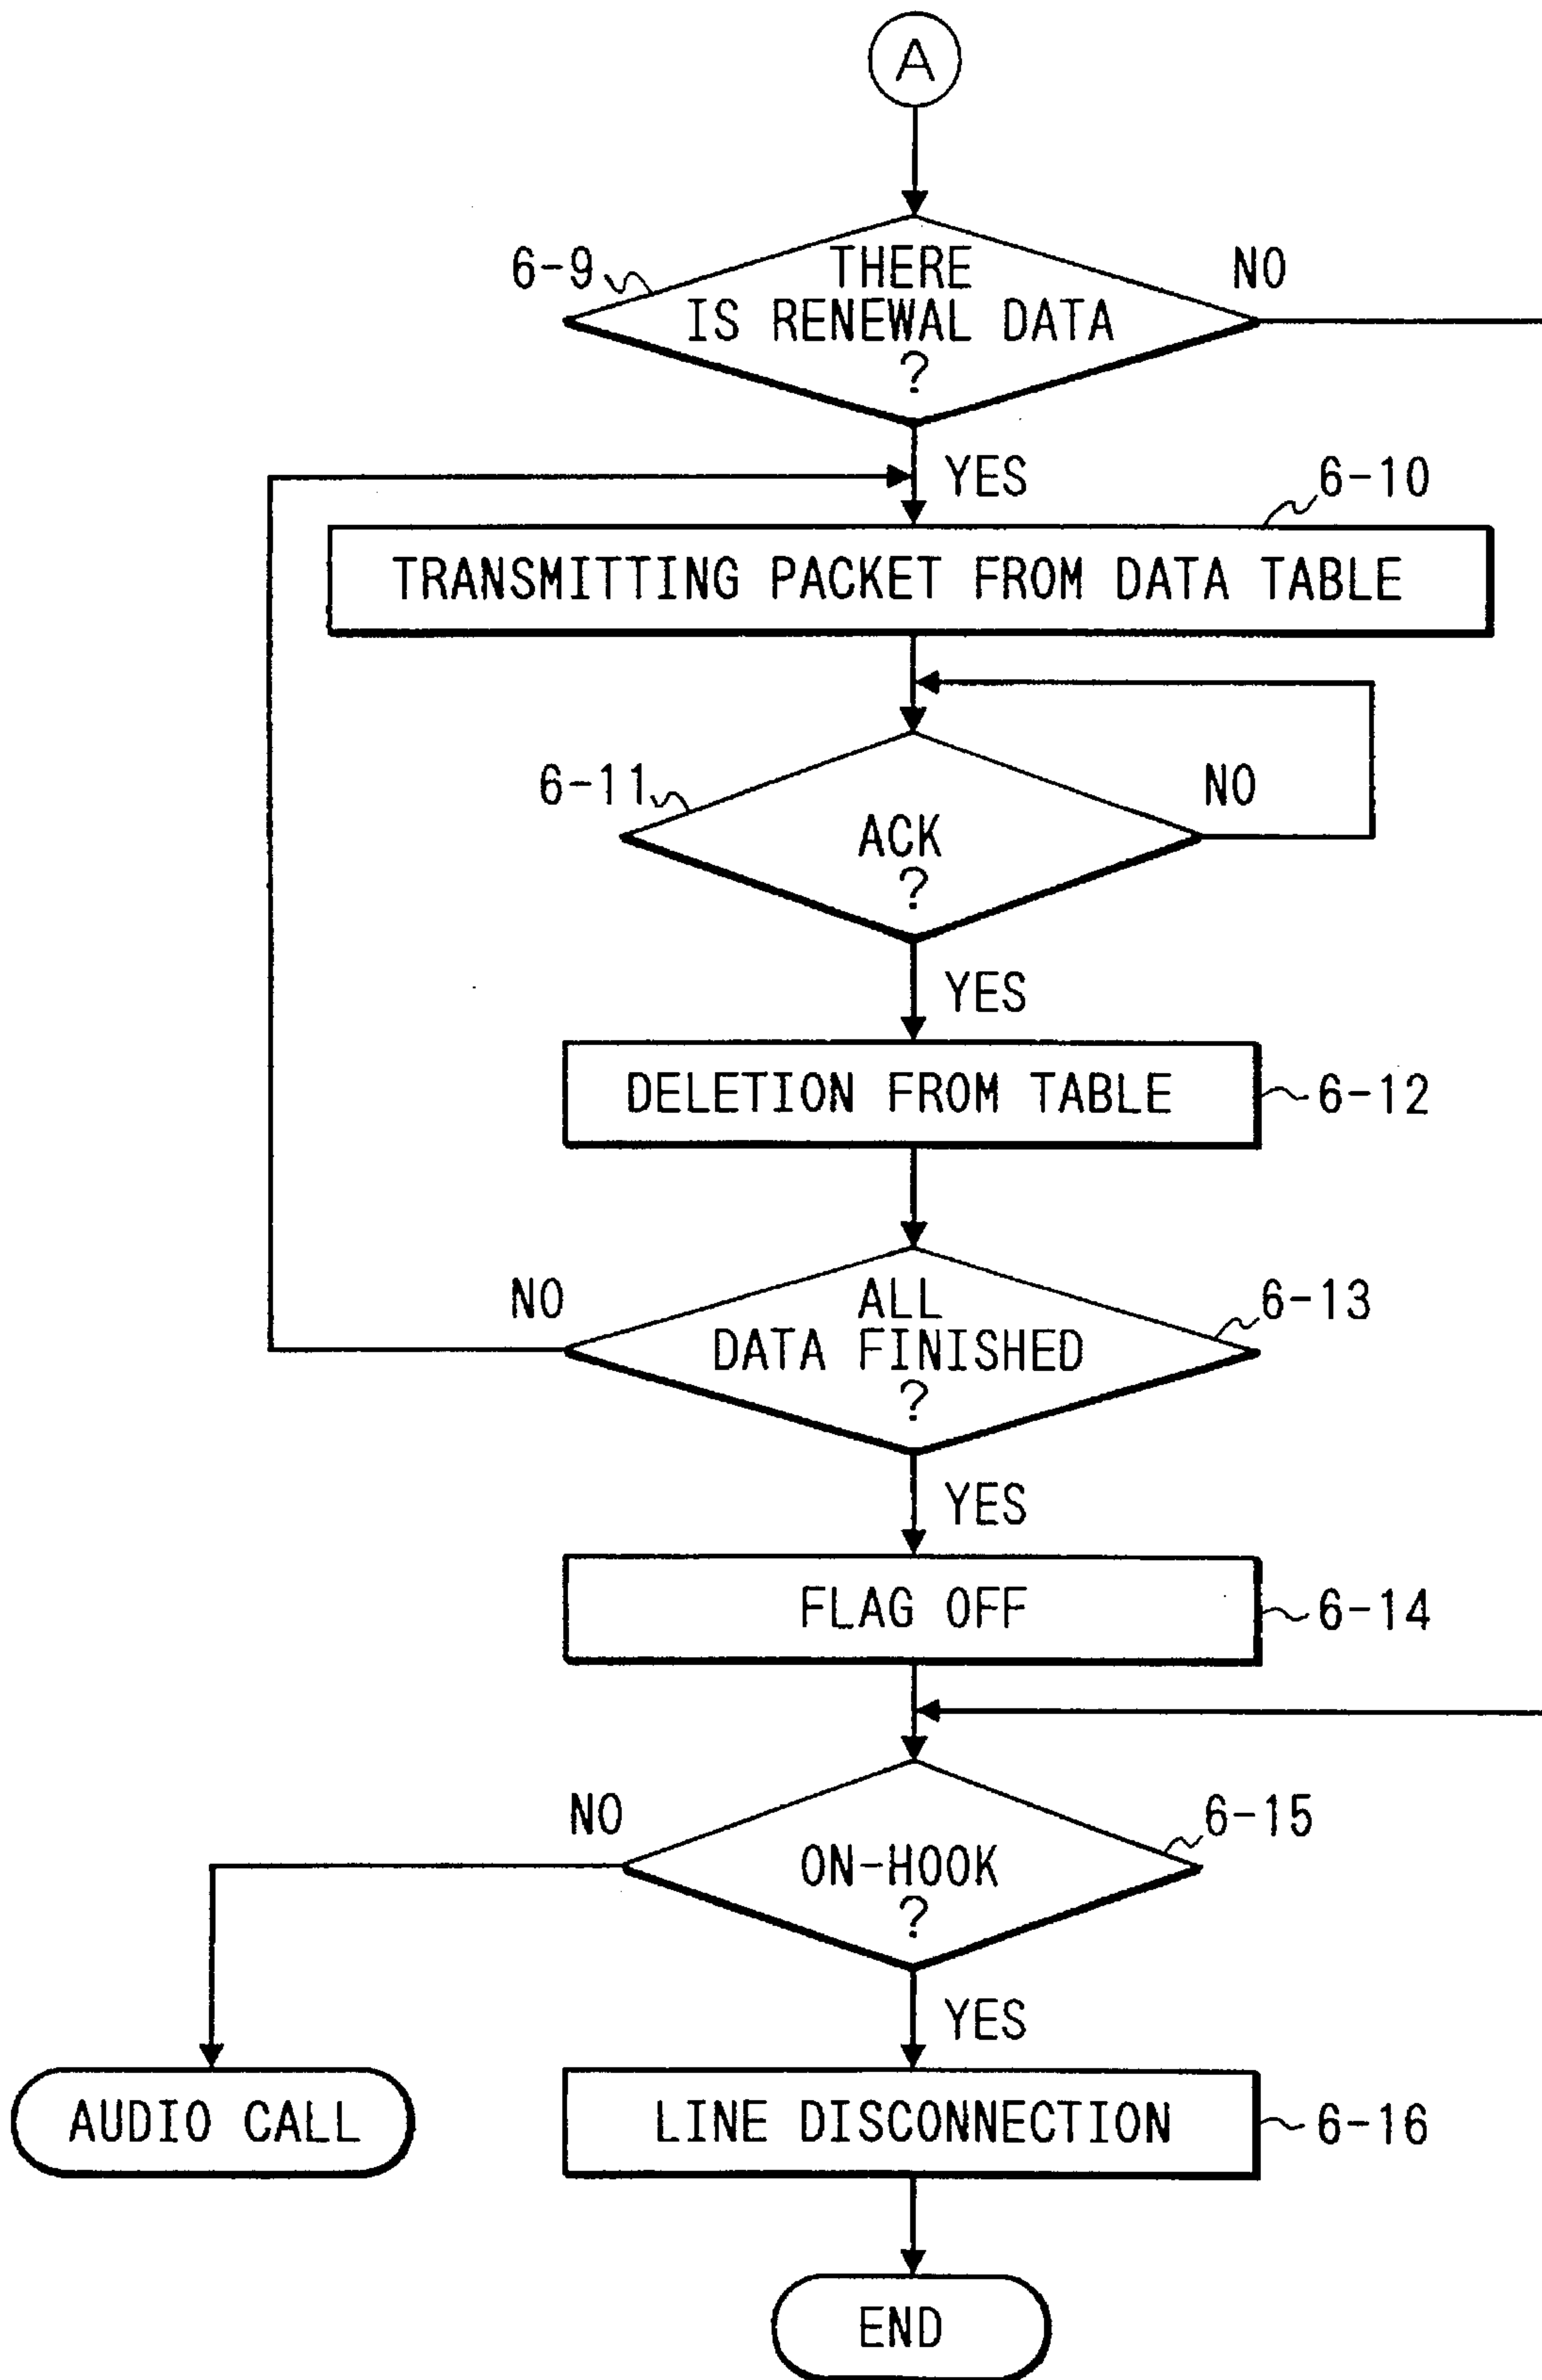 A
6-9
THERE
IS RENEWAL DATA
?
NO
YES
6-10
TRANSMITTING PACKET FROM DATA TABLE
6-11
ACK
?
NO
YES
DELETION FROM TABLE
6-12
NO
ALL
DATA FINISHED
?
6-13
YES
FLAG OFF
6-14
NO
ON-HOOK
?
6-15
YES
AUDIO CALL
LINE DISCONNECTION
6-16
END